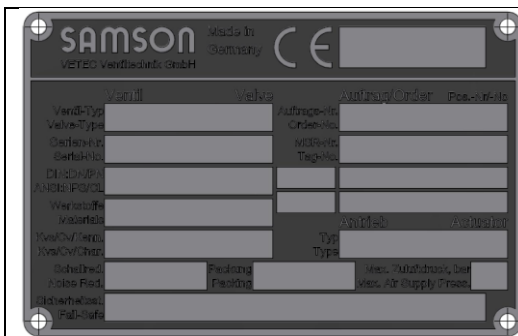 SAMSON
Made in
Germany
CE
VETEC Ventiltechnik GmbH
Ventil Valve
Auftrag/Order Pos.-Nr/-No
Ventil-Typ
Valve-Type
Auftrags-Nr.
Order-No.
Serien-Nr.
Serial-No.
MSR-Nr.
Tag-No.
DIN:DN/PN
ANSI:NPS/CL
Werkstoffe
Materials
Antrieb Actuator
Kvs/Cv/Kenn.
Kvs/Cv/Char.
Typ
Type
Schallred.
Noise Red.
Packung
Packing
Max. Zuluftdruck, bar
Max. Air Supply Press.
Sicherheitsst.
Fail-Safe